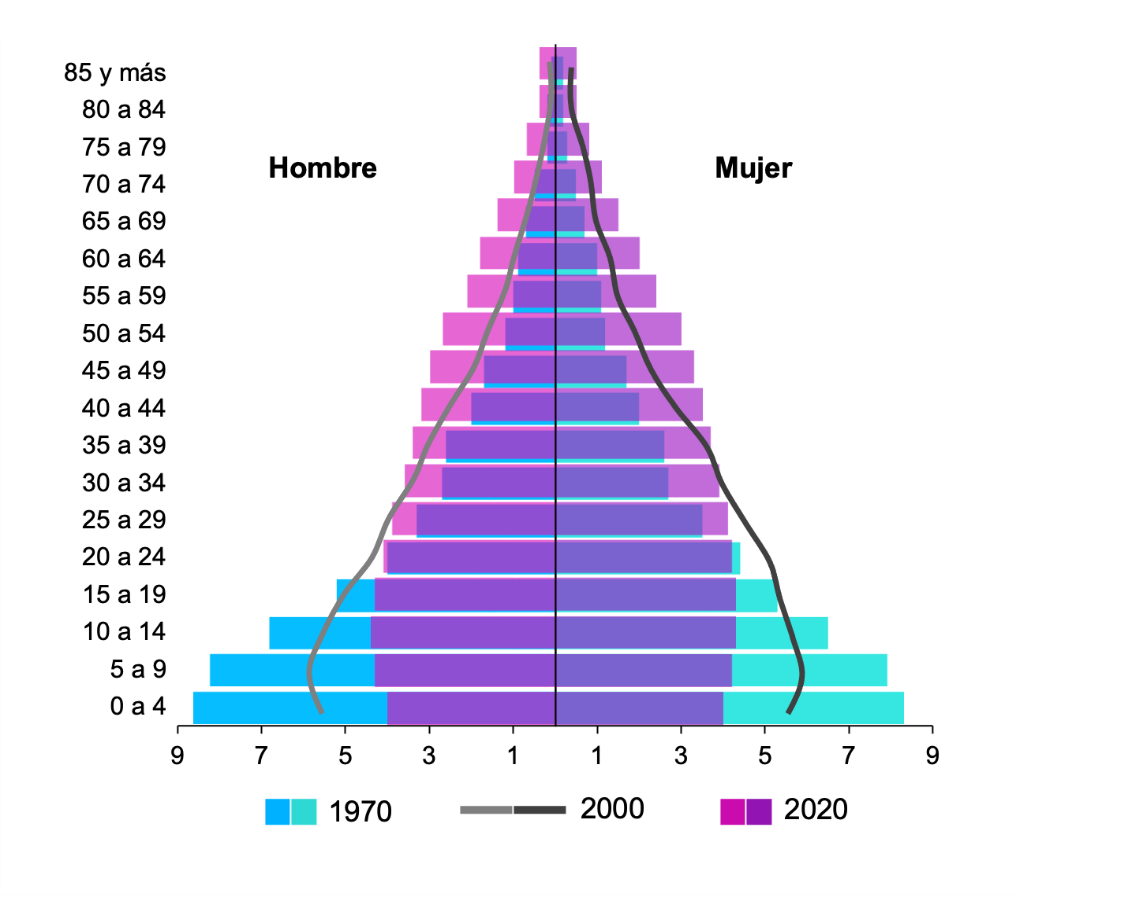 85 y más
80 a 84
75 a 79
Hombre
Mujer
70 a 74
65 a 69
60 a 64
55 a 59
50 a 54
45 a 49
40 a 44
35 a 39
30 a 34
25 a 29
20 a 24
15 a 19
10 a 14
5 a 9
0 a 4
9 7 5 3 1 1 3 5 7 9
1970 2000 2020